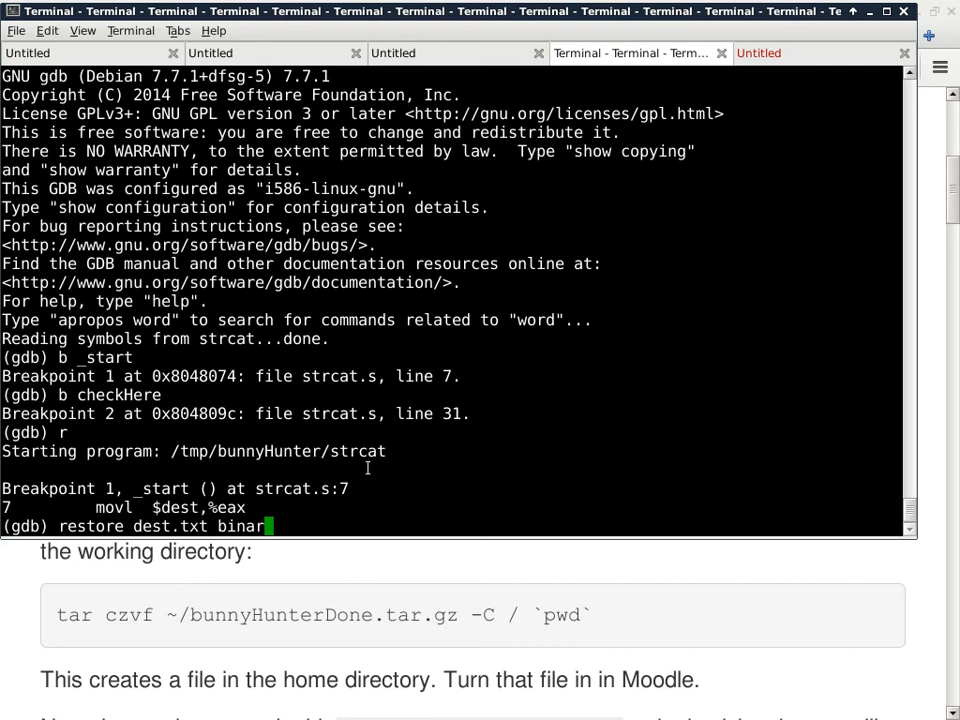 Terminal - Terminal - Terminal - Terminal - Terminal - Terminal - Terminal - Terminal - Terminal - Terminal - Te
File Edit View Terminal Tabs Help
Untitled Untitled Untitled Terminal - Terminal - Term... Untitled
GNU gdb (Debian 7.7.1+dfsg-5) 7.7.1
Copyright (C) 2014 Free Software Foundation, Inc.
License GPLv3+: GNU GPL version 3 or later <http://gnu.org/licenses/gpl.html>
This is free software: you are free to change and redistribute it.
There is NO WARRANTY, to the extent permitted by law.  Type "show copying"
and "show warranty" for details.
This GDB was configured as "i586-linux-gnu".
Type "show configuration" for configuration details.
For bug reporting instructions, please see:
<http://www.gnu.org/software/gdb/bugs/>.
Find the GDB manual and other documentation resources online at:
<http://www.gnu.org/software/gdb/documentation/>.
For help, type "help".
Type "apropos word" to search for commands related to "word"...
Reading symbols from strcat...done.
(gdb) b _start
Breakpoint 1 at 0x8048074: file strcat.s, line 7.
(gdb) b checkHere
Breakpoint 2 at 0x804809c: file strcat.s, line 31.
(gdb) r
Starting program: /tmp/bunnyHunter/strcat
Breakpoint 1, _start () at strcat.s:7
7 movl $dest,%eax
(gdb) restore dest.txt binar
the working directory:
tar czvf ~/bunnyHunterDone.tar.gz -C / `pwd`
This creates a file in the home directory. Turn that file in in Moodle.